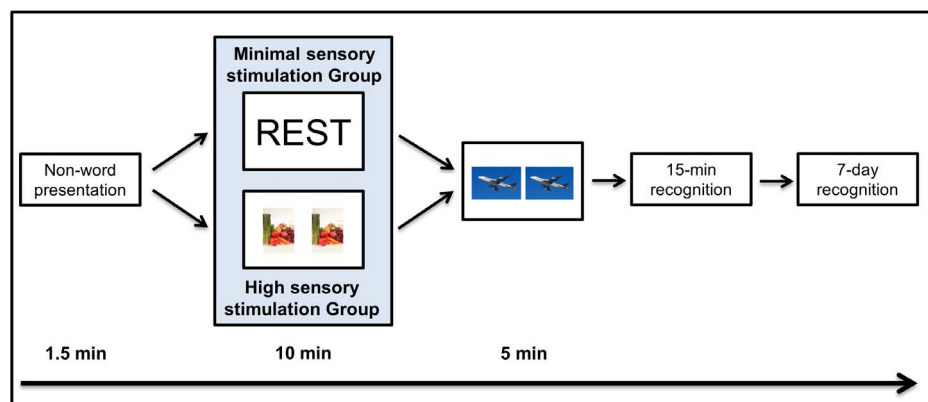 Minimal sensory
stimulation Group
REST
Non-word
presentation
15-min
recognition
7-day
recognition
High sensory
stimulation Group
1.5 min
10 min
5 min